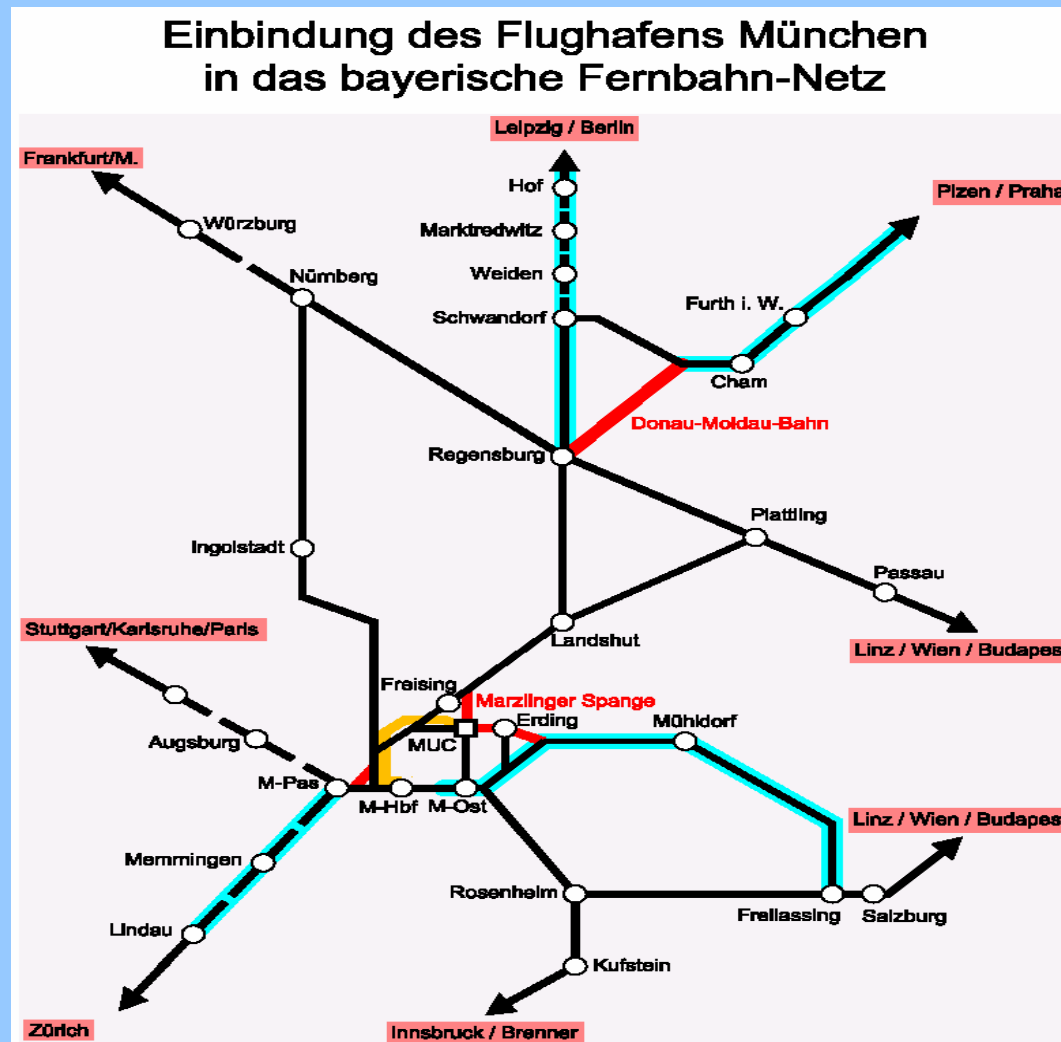 Einbindung des Flughafens München
in das bayerische Fernbahn-Netz
Leipzig / Berlin
Frankfurt/M.
Hof
Plzen / Praha
Würzburg
Marktredwitz
Weiden
Nürnberg
Schwandorf
Furth i. W.
Cham
Donau-Moldau-Bahn
Regensburg
Plattling
Ingolstadt
Passau
Stuttgart/Karlsruhe/Paris
Landshut
Linz / Wien / Budapes
Freising
Marzlinger Spange
Erding
Mühldorf
Augsburg
MUC
M-Pas
M-Hbf
M-Ost
Linz / Wien / Budapes
Memmingen
Rosenheim
Freilassing
Salzburg
Lindau
Kufstein
Zürich
Innsbruck / Brenner